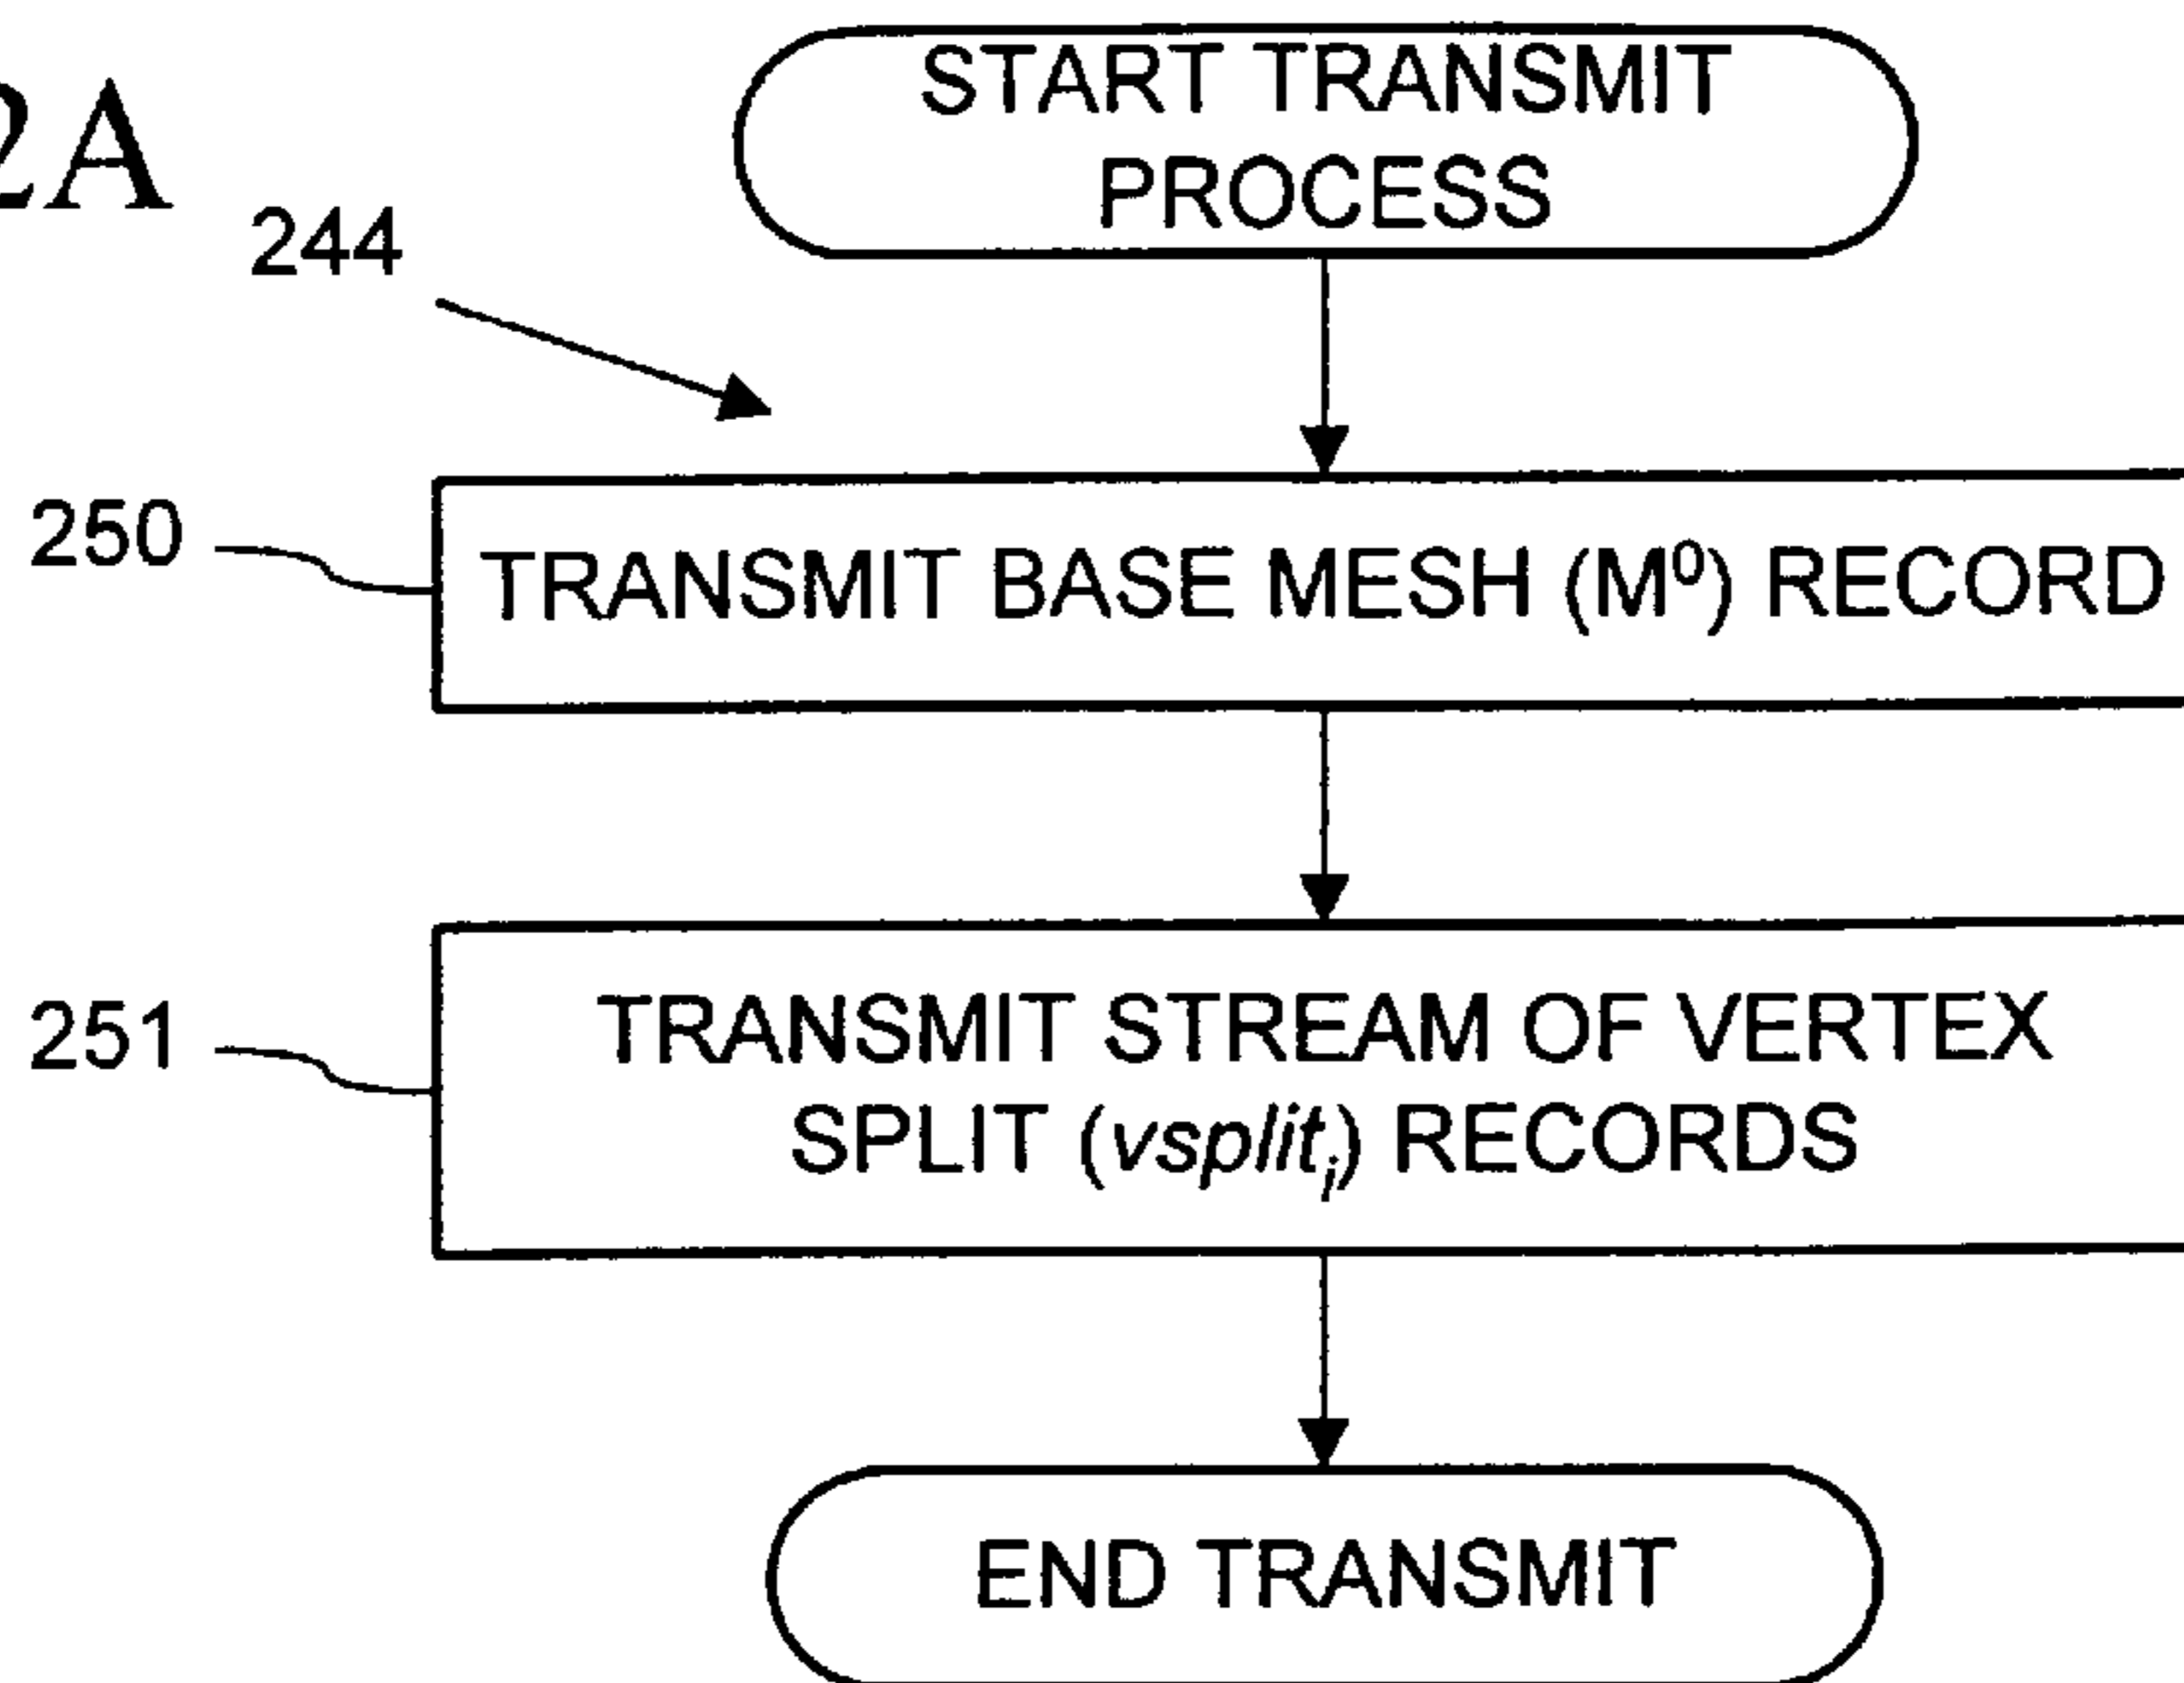 2A
START TRANSMIT
PROCESS
244
250
TRANSMIT BASE MESH (M⁰) RECORD
251
TRANSMIT STREAM OF VERTEX
SPLIT (vsplitᵢ) RECORDS
END TRANSMIT